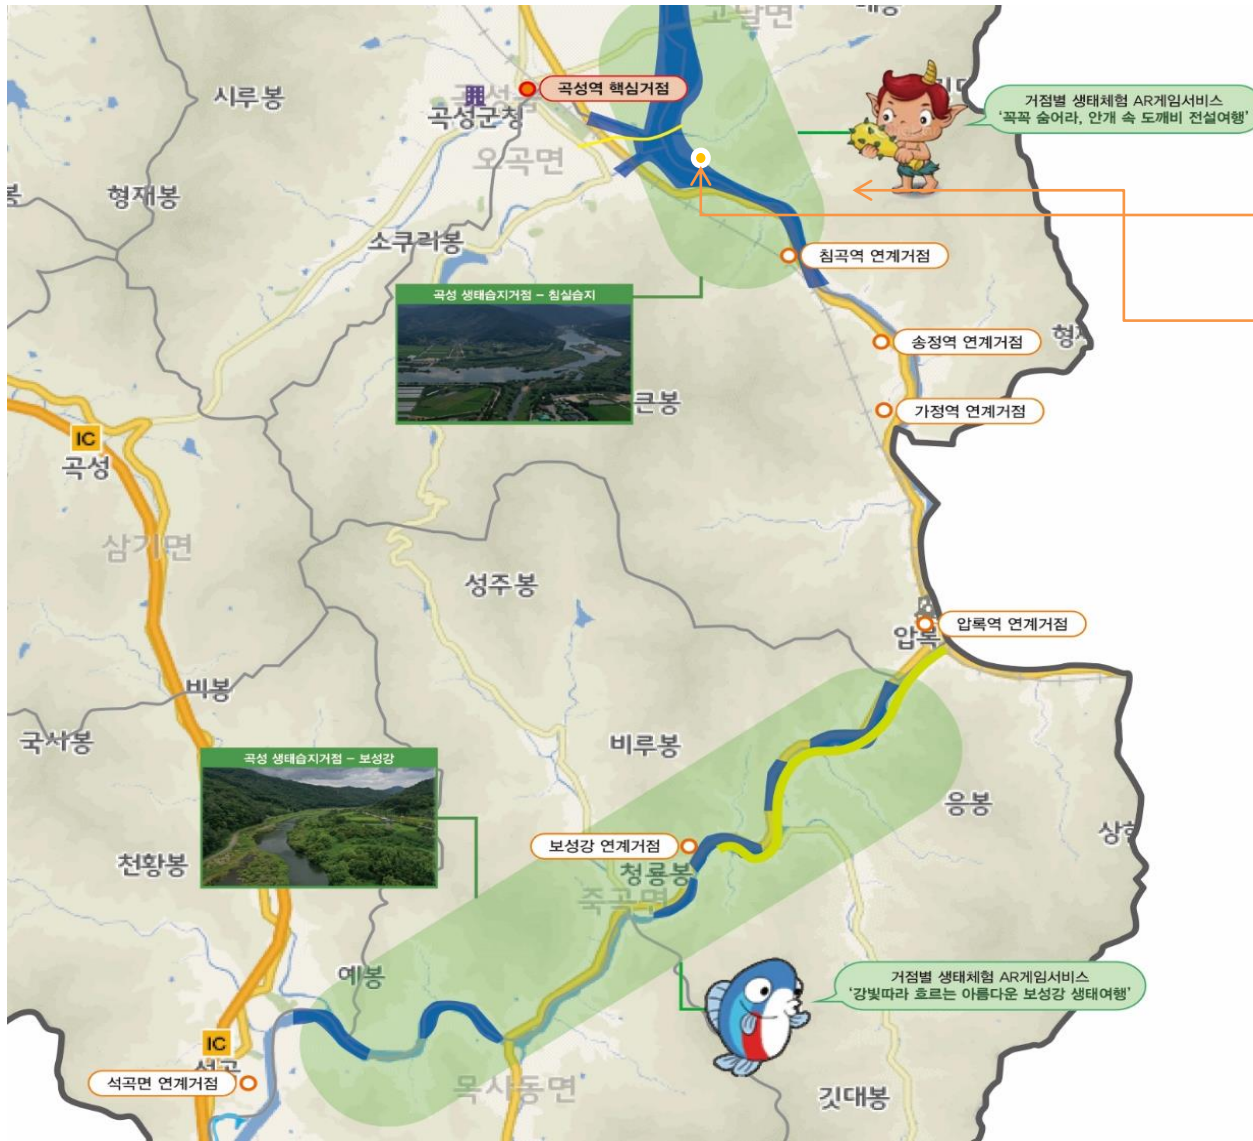 고달면
시루봉
곡성역 핵심거점
곡성군청
거점별 생태체험 AR게임서비스
‘꼭꼭 숨어라, 안개 속 도깨비 전설여행’
오곡면
형재봉
소쿠리봉
침곡역 연계거점
곡성 생태습지거점 – 침실습지
송정역 연계거점
큰봉
가정역 연계거점
IC
곡성
삼기면
성주봉
압록역 연계거점
압록
비봉
국사봉
비루봉
곡성 생태습지거점 – 보성강
응봉
천황봉
보성강 연계거점
청룡봉
죽곡면
예봉
거점별 생태체험 AR게임서비스
‘강빛따라 흐르는 아름다운 보성강 생태여행’
IC
석곡
석곡면 연계거점
목사동면
깃대봉